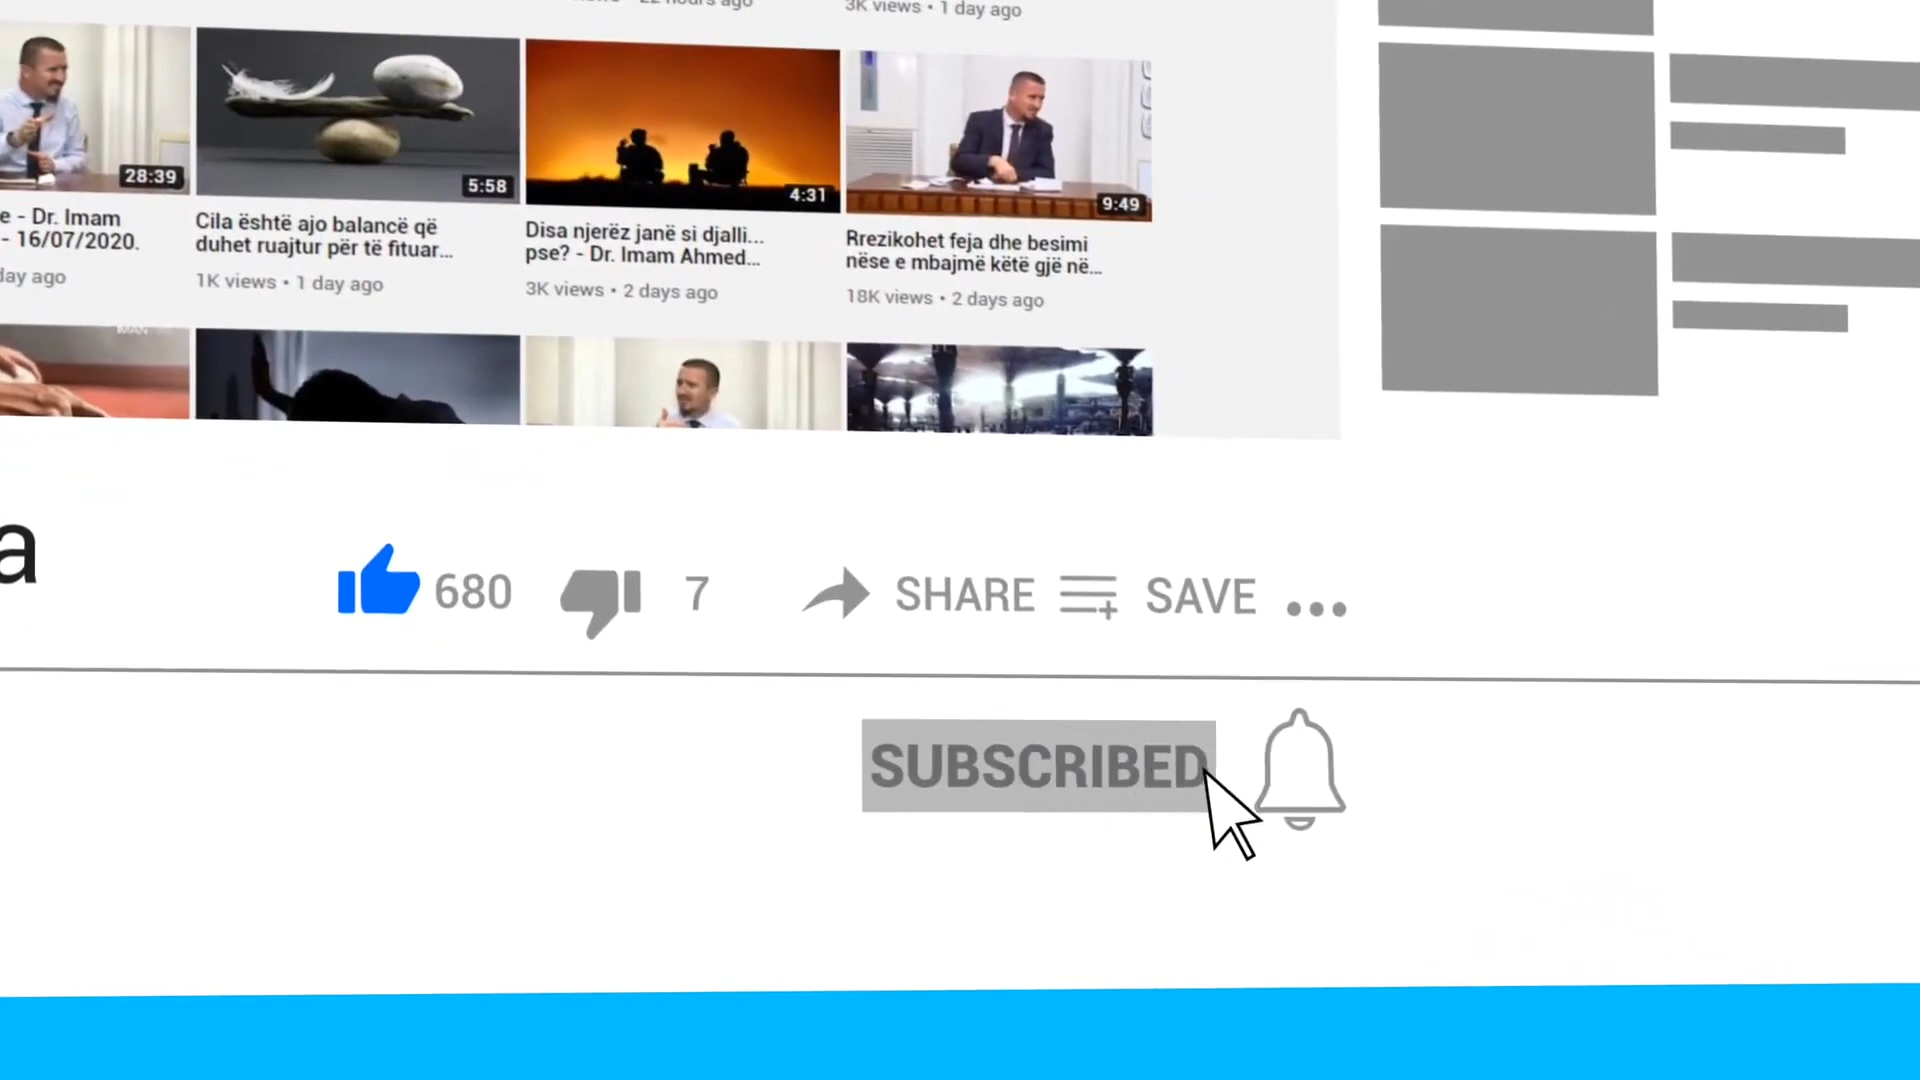 22 hours ago
3K views • 1 day ago
28:39
5:58
4:31
9:49
e - Dr. Imam
- 16/07/2020.
day ago
Cila është ajo balancë që
duhet ruajtur për të fituar...
1K views • 1 day ago
Disa njerëz janë si djalli...
pse? - Dr. Imam Ahmed...
3K views • 2 days ago
Rrezikohet feja dhe besimi
nëse e mbajmë këtë gjë në...
18K views • 2 days ago
a
680 7 SHARE SAVE ...
SUBSCRIBED